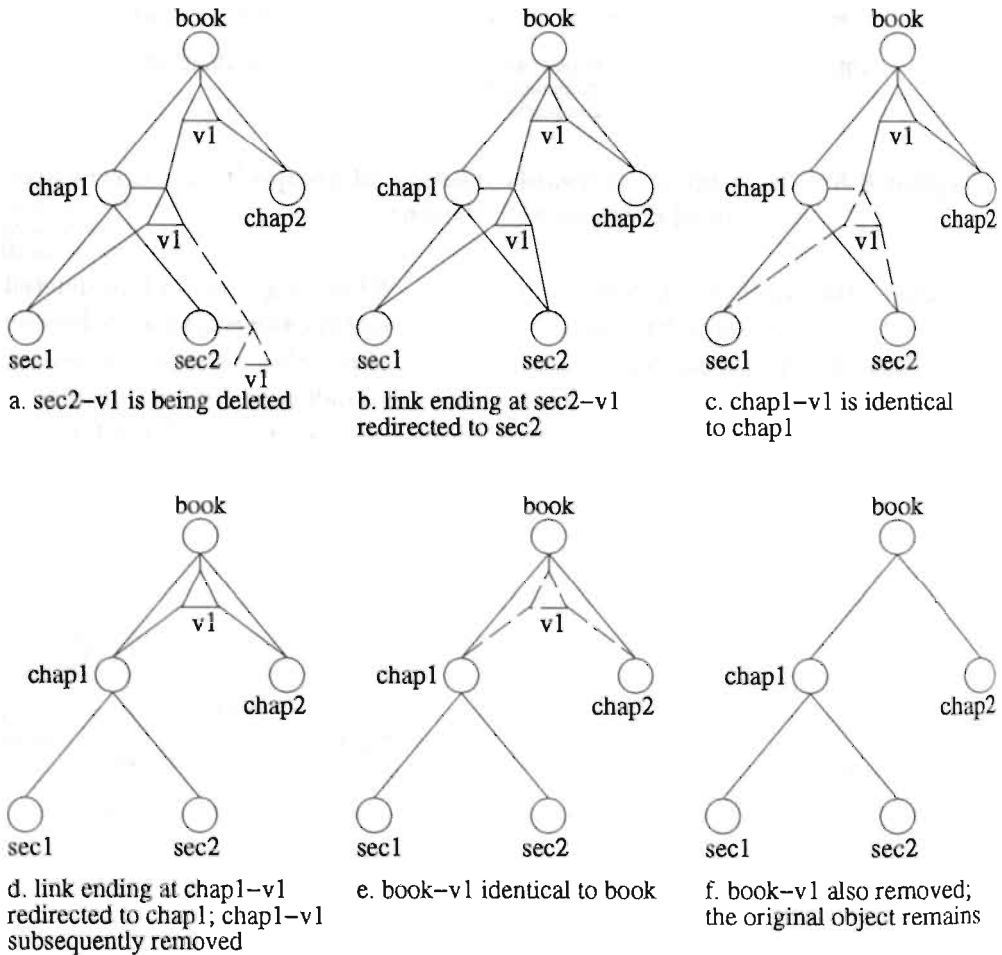 book
v1
chap1
chap2
v1
sec1
sec2
v1
a. sec2-v1 is being deleted
book
v1
chap1
chap2
v1
sec1
sec2
b. link ending at sec2-v1
redirected to sec2
book
v1
chap1
chap2
v1
sec1
sec2
c. chap1-v1 is identical
to chap1
book
v1
chap1
chap2
sec1
sec2
d. link ending at chap1-v1
redirected to chap1; chap1-v1
subsequently removed
book
v1
chap1
chap2
sec1
sec2
e. book-v1 identical to book
book
chap1
chap2
sec1
sec2
f. book-v1 also removed;
the original object remains